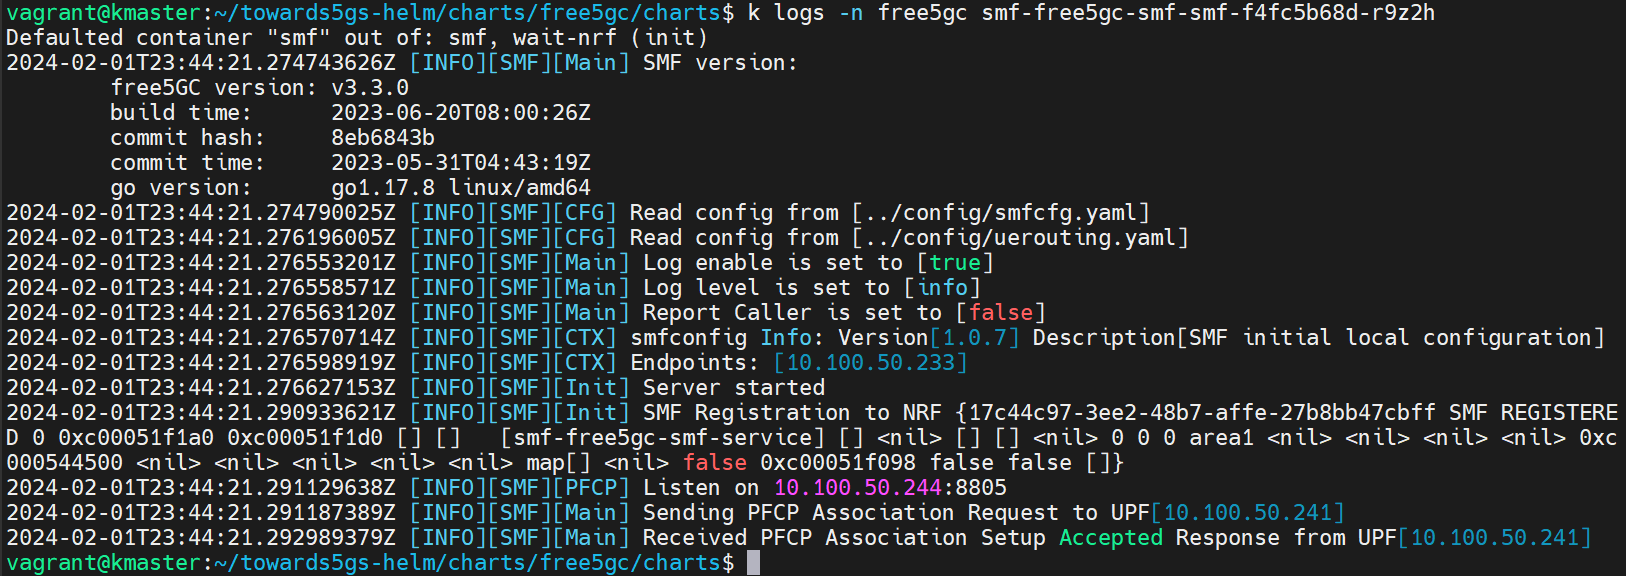 vagrant@kmaster:~/towards5gs-helm/charts/free5gc/charts$ k logs -n free5gc smf-free5gc-smf-smf-f4fc5b68d-r9z2h
Defaulted container "smf" out of: smf, wait-nrf (init)
2024-02-01T23:44:21.274743626Z [INFO][SMF][Main] SMF version:
        free5GC version: v3.3.0
        build time:      2023-06-20T08:00:26Z
        commit hash:     8eb6843b
        commit time:     2023-05-31T04:43:19Z
        go version:      go1.17.8 linux/amd64
2024-02-01T23:44:21.274790025Z [INFO][SMF][CFG] Read config from [../config/smfcfg.yaml]
2024-02-01T23:44:21.276196005Z [INFO][SMF][CFG] Read config from [../config/uerouting.yaml]
2024-02-01T23:44:21.276553201Z [INFO][SMF][Main] Log enable is set to [true]
2024-02-01T23:44:21.276558571Z [INFO][SMF][Main] Log level is set to [info]
2024-02-01T23:44:21.276563120Z [INFO][SMF][Main] Report Caller is set to [false]
2024-02-01T23:44:21.276570714Z [INFO][SMF][CTX] smfconfig Info: Version[1.0.7] Description[SMF initial local configuration]
2024-02-01T23:44:21.276598919Z [INFO][SMF][CTX] Endpoints: [10.100.50.233]
2024-02-01T23:44:21.276627153Z [INFO][SMF][Init] Server started
2024-02-01T23:44:21.290933621Z [INFO][SMF][Init] SMF Registration to NRF {17c44c97-3ee2-48b7-affe-27b8bb47cbff SMF REGISTERE
D 0 0xc00051f1a0 0xc00051f1d0 [] []   [smf-free5gc-smf-service] [] <nil> [] [] <nil> 0 0 0 area1 <nil> <nil> <nil> <nil> 0xc
000544500 <nil> <nil> <nil> <nil> <nil> map[] <nil> false 0xc00051f098 false false []}
2024-02-01T23:44:21.291129638Z [INFO][SMF][PFCP] Listen on 10.100.50.244:8805
2024-02-01T23:44:21.291187389Z [INFO][SMF][Main] Sending PFCP Association Request to UPF[10.100.50.241]
2024-02-01T23:44:21.292989379Z [INFO][SMF][Main] Received PFCP Association Setup Accepted Response from UPF[10.100.50.241]
vagrant@kmaster:~/towards5gs-helm/charts/free5gc/charts$